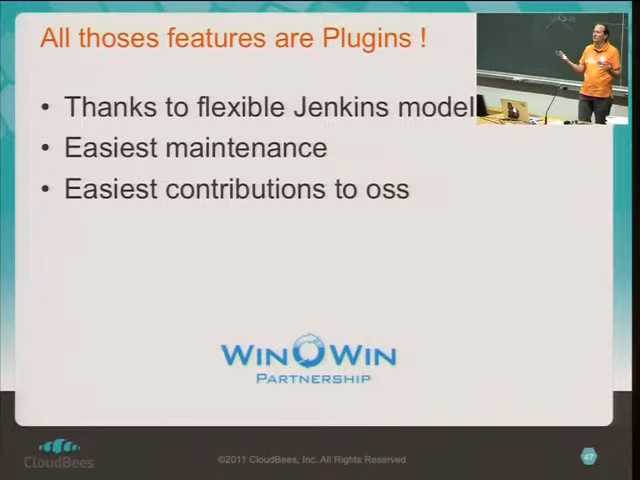 All thoses features are Plugins !
• Thanks to flexible Jenkins model
• Easiest maintenance
• Easiest contributions to oss
WIN WIN
PARTNERSHIP
CloudBees
©2011 CloudBees, Inc. All Rights Reserved
47